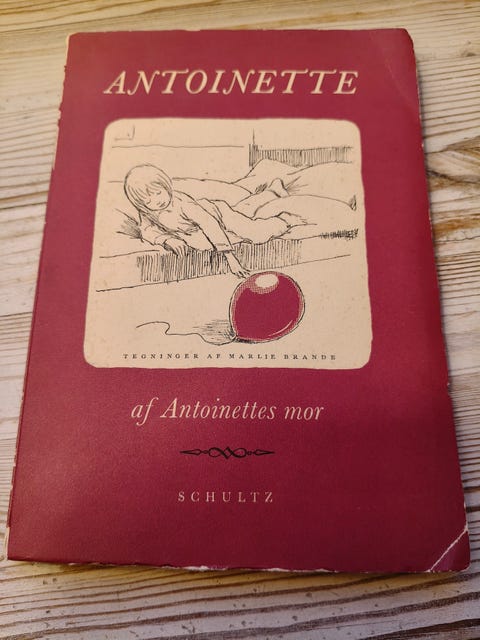 ANTOINETTE
TEGNINGER AF MARLIE BRANDE
af Antoinettes mor
SCHULTZ